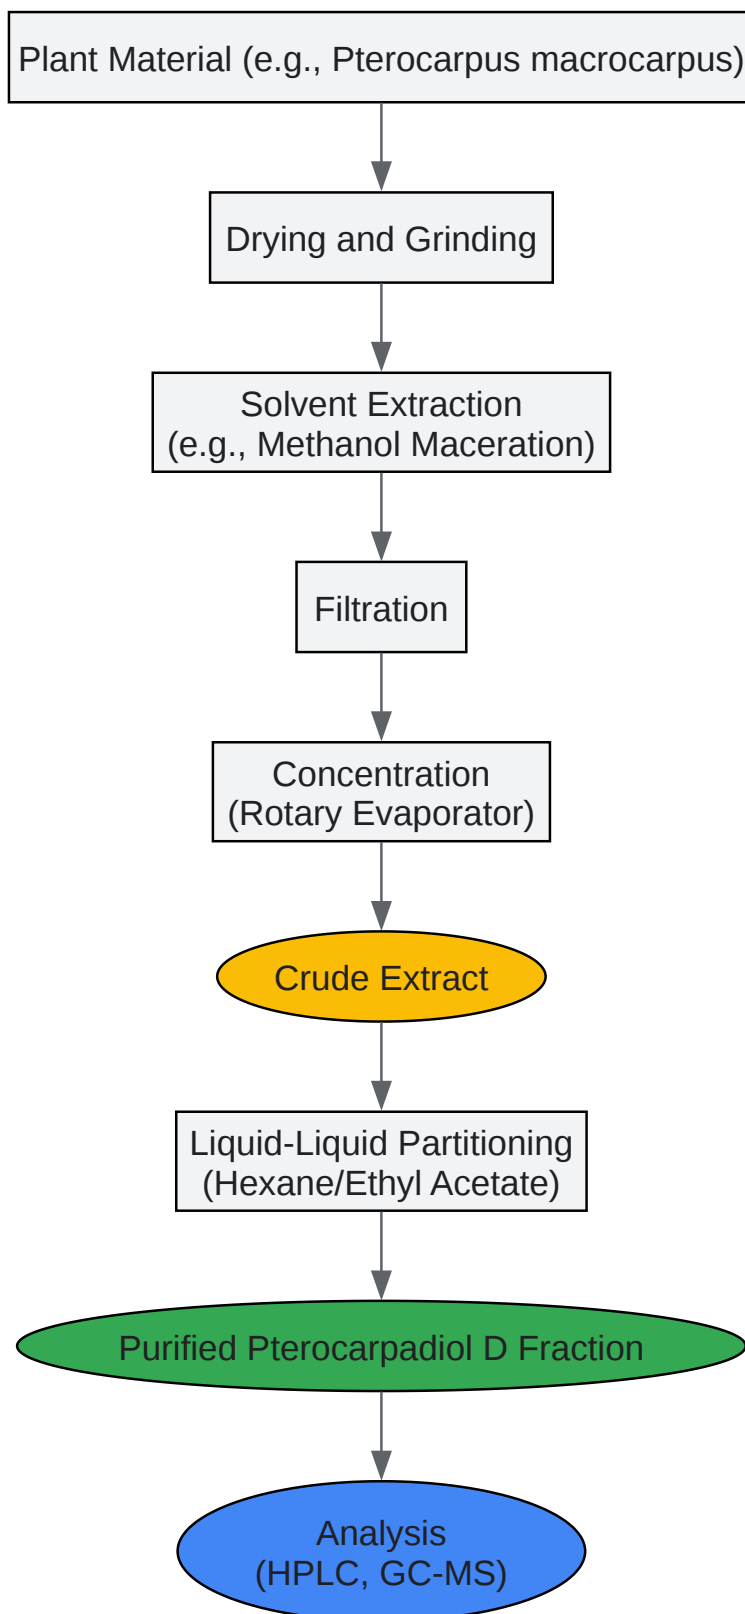 Plant Material (e.g., Pterocarpus macrocarpus)
Drying and Grinding
Solvent Extraction
(e.g., Methanol Maceration)
Filtration
Concentration
(Rotary Evaporator)
Crude Extract
Liquid-Liquid Partitioning
(Hexane/Ethyl Acetate)
Purified Pterocarpadiol D Fraction
Analysis
(HPLC, GC-MS)